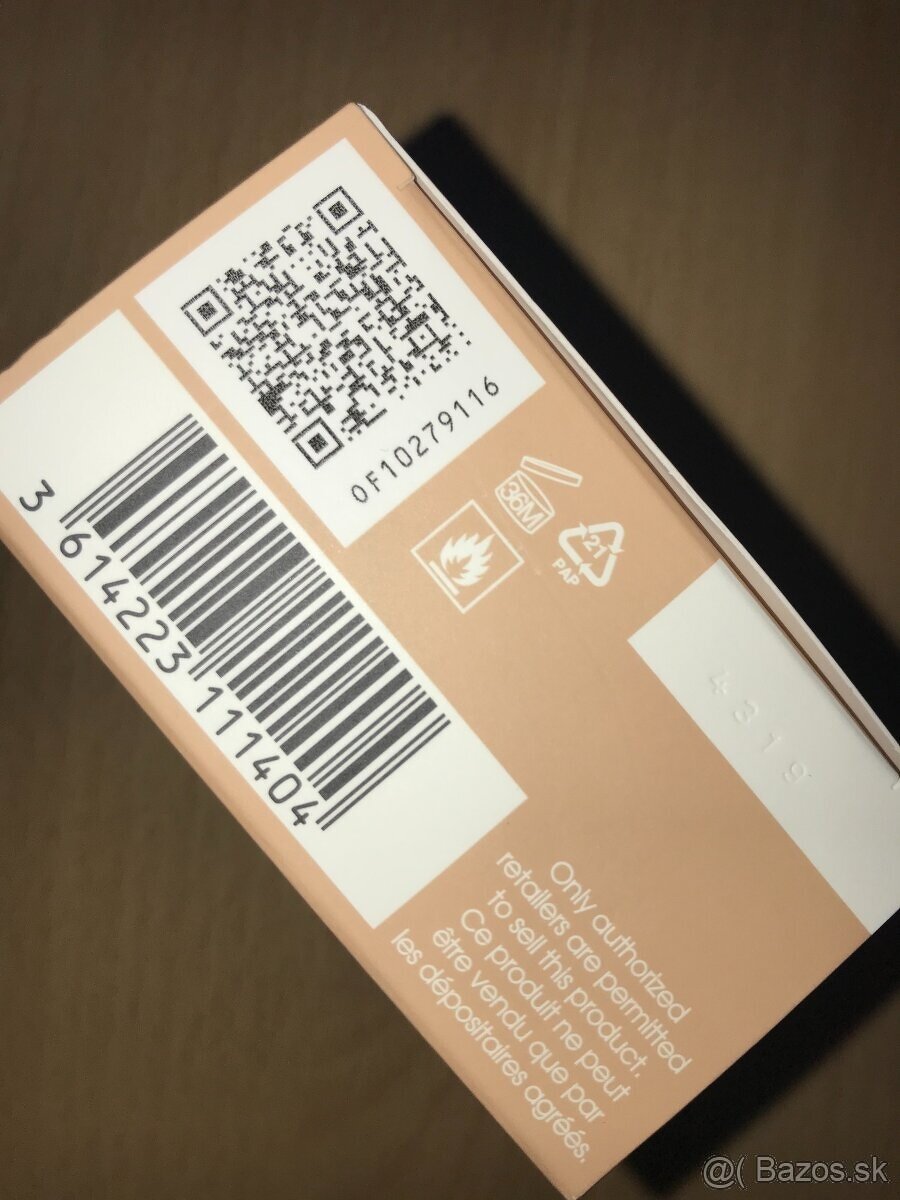 0F10279116
3 614223 111404
36M
21
PAP
4319
Only authorized
retailers are permitted
to sell this product.
Ce produit ne peut
être vendu que par
les dépositaires agréés.
@( Bazos.sk